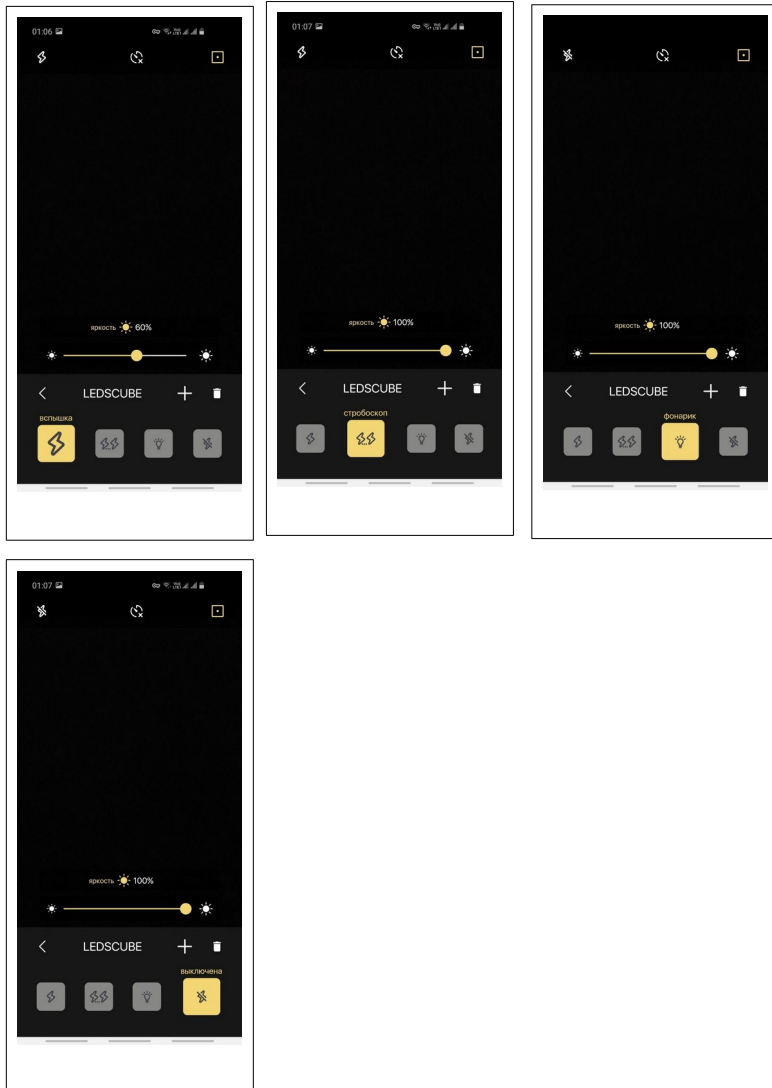 01:06
яркость 60%
LEDSCUBE
вспышка
01:07
яркость 100%
LEDSCUBE
стробоскоп
яркость 100%
LEDSCUBE
фонарик
01:07
яркость 100%
LEDSCUBE
выключена